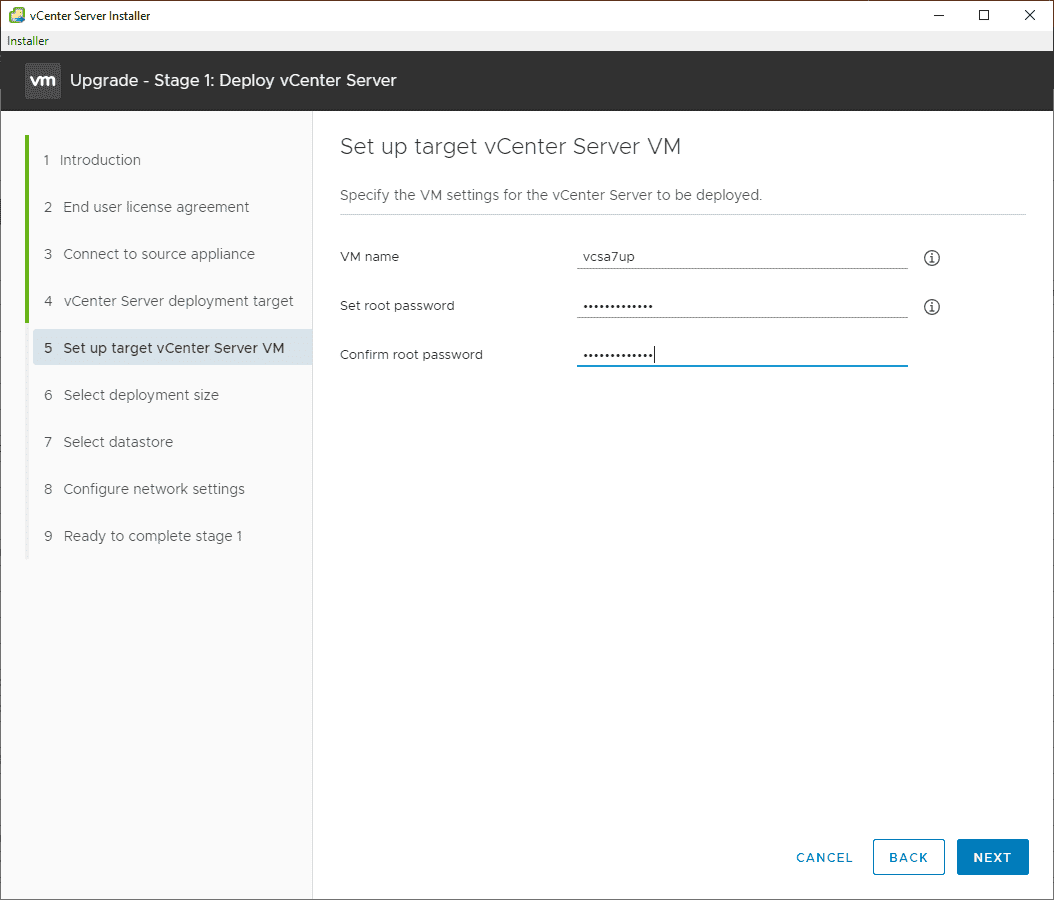 vCenter Server Installer
Installer
vm Upgrade - Stage 1: Deploy vCenter Server
1 Introduction
2 End user license agreement
3 Connect to source appliance
4 vCenter Server deployment target
5 Set up target vCenter Server VM
6 Select deployment size
7 Select datastore
8 Configure network settings
9 Ready to complete stage 1
Set up target vCenter Server VM
Specify the VM settings for the vCenter Server to be deployed.
VM name vcsa7up
Set root password •••••••••••••
Confirm root password •••••••••••••
CANCEL BACK NEXT